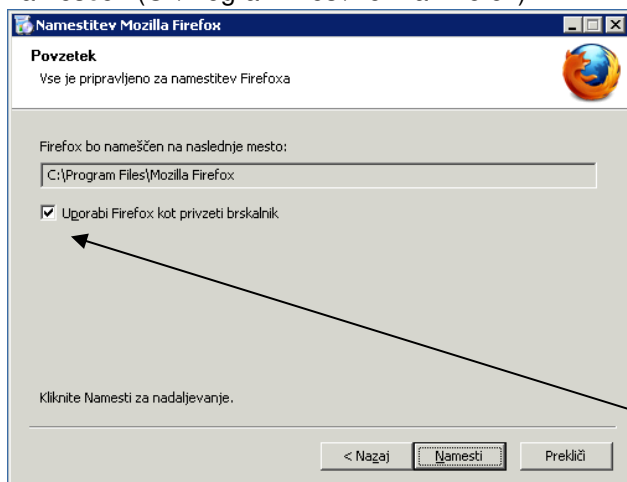 Namestitev Mozilla Firefox
Povzetek
Vse je pripravljeno za namestitev Firefoxa
Firefox bo nameščen na naslednje mesto:
C:\Program Files\Mozilla Firefox
Uporabi Firefox kot privzeti brskalnik
Kliknite Namesti za nadaljevanje.
< Nazaj
Namesti
Prekliči